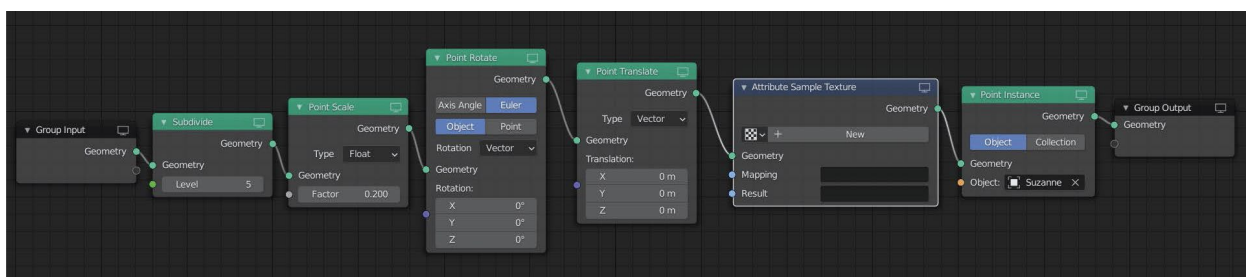 Group Input
Geometry
Subdivide
Geometry
Geometry
Level 5
Point Scale
Geometry
Type Float
Geometry
Factor 0.200
Point Rotate
Geometry
Axis Angle Euler
Object Point
Rotation Vector
Geometry
Rotation:
X 0°
Y 0°
Z 0°
Point Translate
Geometry
Type Vector
Geometry
Translation:
X 0 m
Y 0 m
Z 0 m
Attribute Sample Texture
Geometry
New
Geometry
Mapping
Result
Point Instance
Geometry
Object Collection
Geometry
Object: Suzanne
Group Output
Geometry